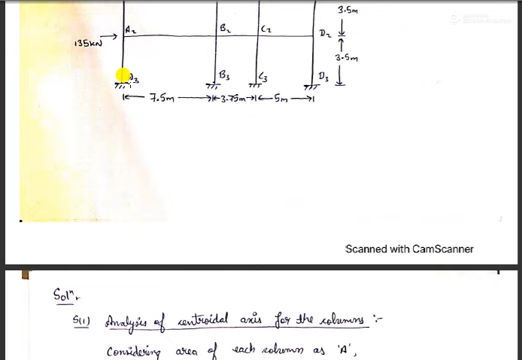 3.5m
A2 B2 C2 D2
135kN
3.5m
A3 B3 C3 D3
7.5m 3.75m 5m
Scanned with CamScanner
Solⁿ.
S(1) Analysis of centroidal axis for the columns :-
Considering area of each column as 'A',